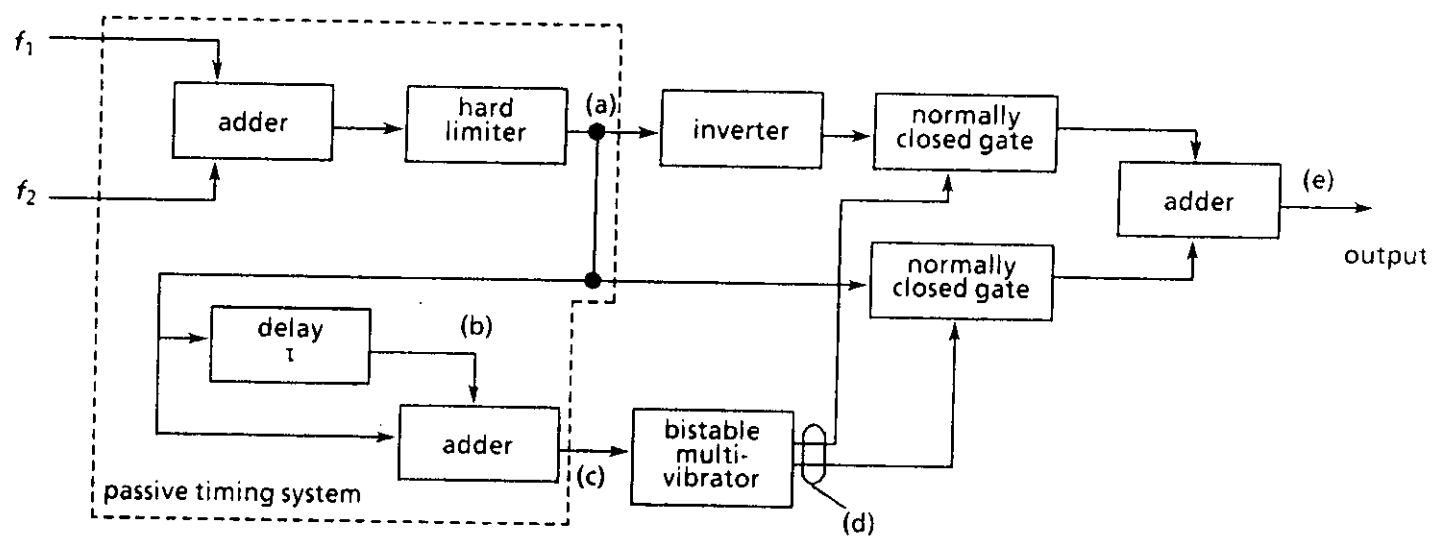 f1
f2
adder
hard
limiter
(a)
inverter
normally
closed gate
adder
(e)
output
normally
closed gate
delay
τ
(b)
adder
(c)
bistable
multi-
vibrator
(d)
passive timing system